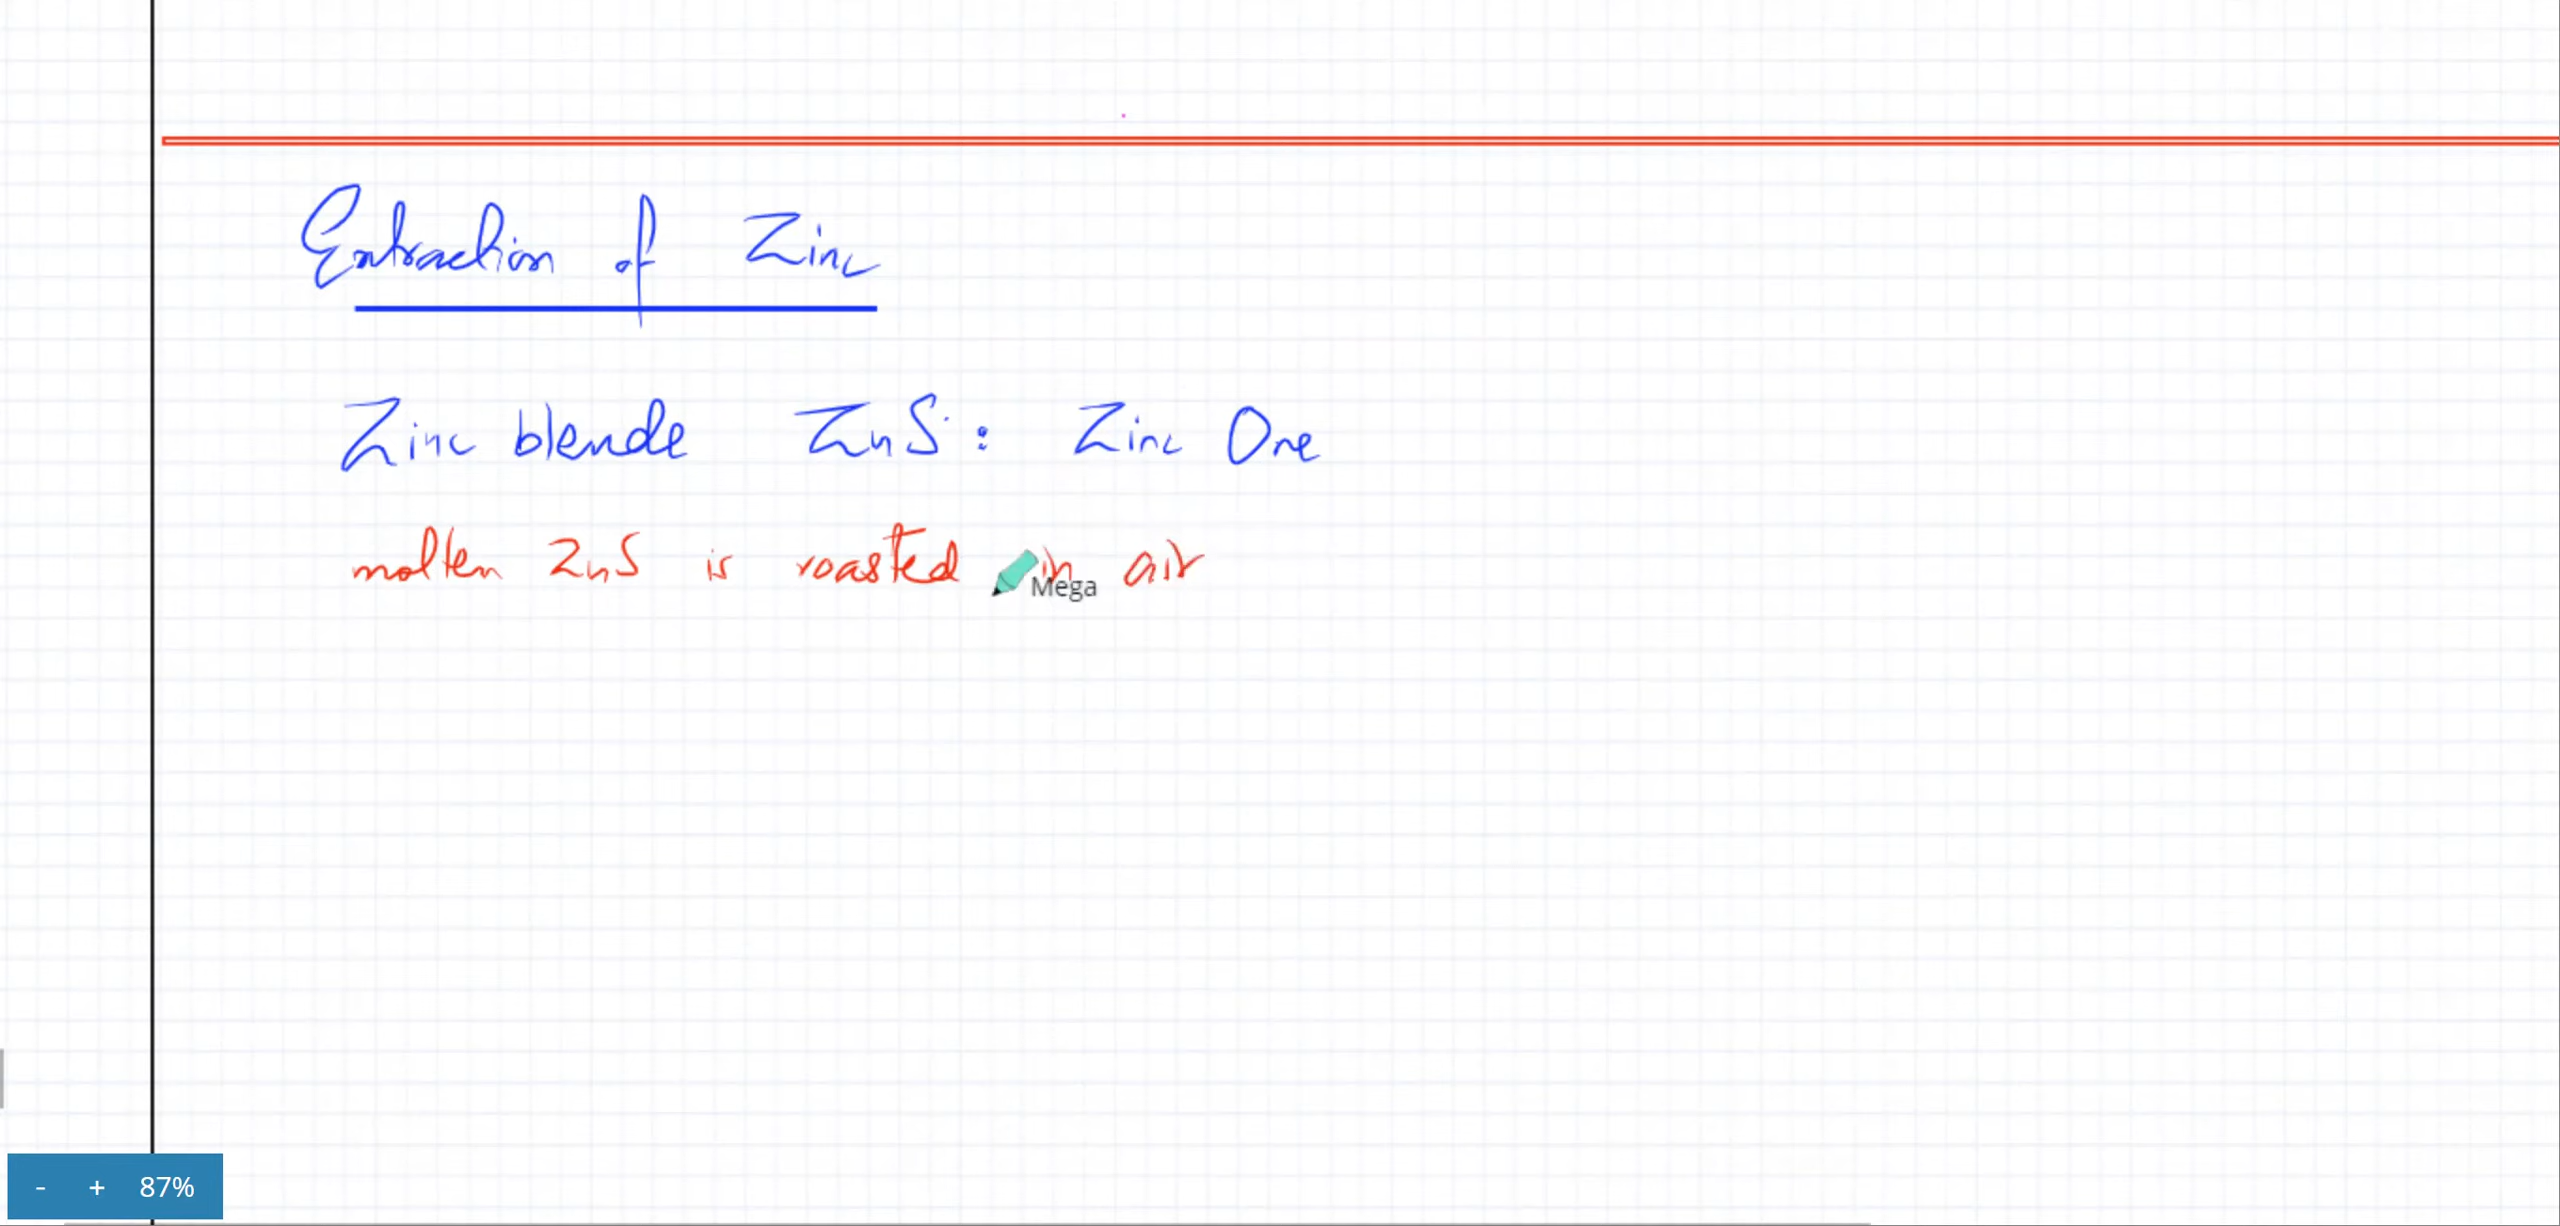 Extraction of Zinc
Zinc blende ZnS: Zinc Ore
molten ZnS is roasted in air
Mega
- + 87%